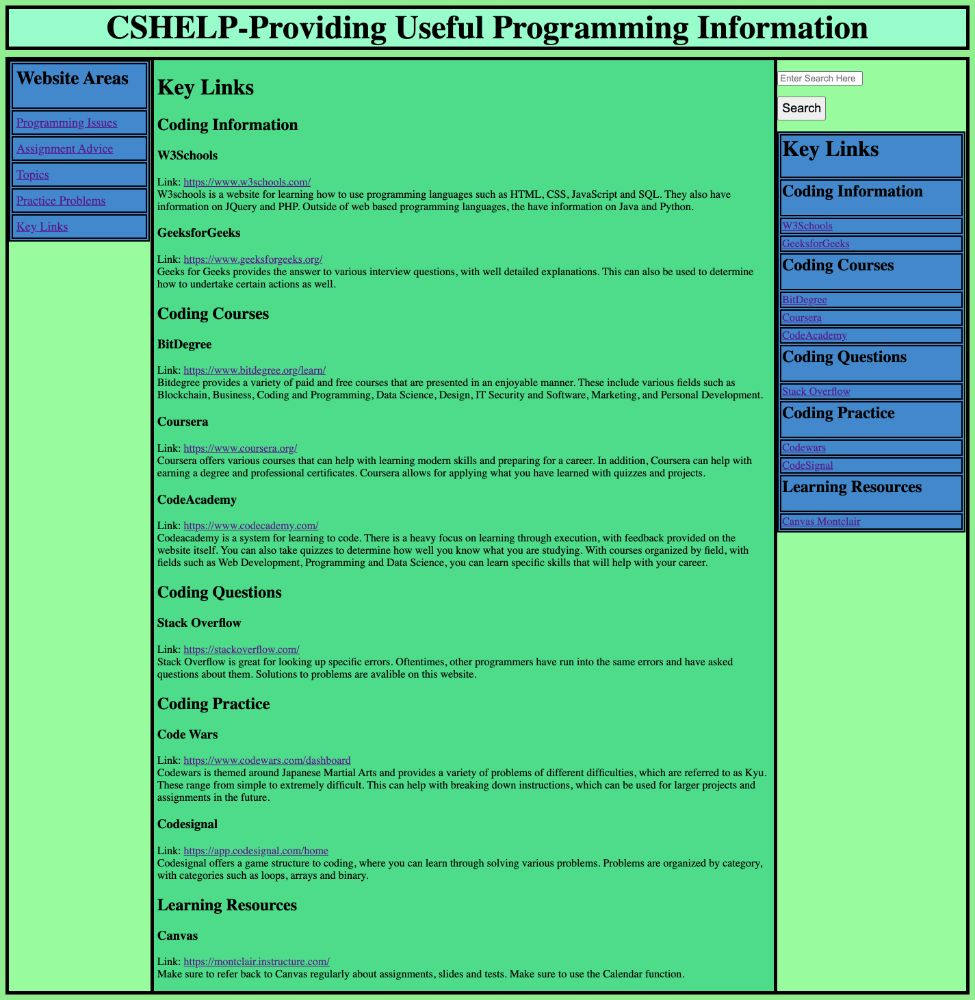 CSHELP-Providing Useful Programming Information
Website Areas
Programming Issues
Assignment Advice
Topics
Practice Problems
Key Links
Key Links
Coding Information
W3Schools
Link: https://www.w3schools.com/
W3schools is a website for learning how to use programming languages such as HTML, CSS, JavaScript and SQL. They also have
information on JQuery and PHP. Outside of web based programming languages, the have information on Java and Python.
GeeksforGeeks
Link: https://www.geeksforgeeks.org/
Geeks for Geeks provides the answer to various interview questions, with well detailed explanations. This can also be used to determine
how to undertake certain actions as well.
Coding Courses
BitDegree
Link: https://www.bitdegree.org/learn/
Bitdegree provides a variety of paid and free courses that are presented in an enjoyable manner. These include various fields such as
Blockchain, Business, Coding and Programming, Data Science, Design, IT Security and Software, Marketing, and Personal Development.
Coursera
Link: https://www.coursera.org/
Coursera offers various courses that can help with learning modern skills and preparing for a career. In addition, Coursera can help with
earning a degree and professional certificates. Coursera allows for applying what you have learned with quizzes and projects.
CodeAcademy
Link: https://www.codecademy.com/
Codeacademy is a system for learning to code. There is a heavy focus on learning through execution, with feedback provided on the
website itself. You can also take quizzes to determine how well you know what you are studying. With courses organized by field, with
fields such as Web Development, Programming and Data Science, you can learn specific skills that will help with your career.
Coding Questions
Stack Overflow
Link: https://stackoverflow.com/
Stack Overflow is great for looking up specific errors. Oftentimes, other programmers have run into the same errors and have asked
questions about them. Solutions to problems are avalible on this website.
Coding Practice
Code Wars
Link: https://www.codewars.com/dashboard
Codewars is themed around Japanese Martial Arts and provides a variety of problems of different difficulties, which are referred to as Kyu.
These range from simple to extremely difficult. This can help with breaking down instructions, which can be used for larger projects and
assignments in the future.
Codesignal
Link: https://app.codesignal.com/home
Codesignal offers a game structure to coding, where you can learn through solving various problems. Problems are organized by category,
with categories such as loops, arrays and binary.
Learning Resources
Canvas
Link: https://montclair.instructure.com/
Make sure to refer back to Canvas regularly about assignments, slides and tests. Make sure to use the Calendar function.
Enter Search Here
Search
Key Links
Coding Information
W3Schools
GeeksforGeeks
Coding Courses
BitDegree
Coursera
CodeAcademy
Coding Questions
Stack Overflow
Coding Practice
Codewars
CodeSignal
Learning Resources
Canvas Montclair